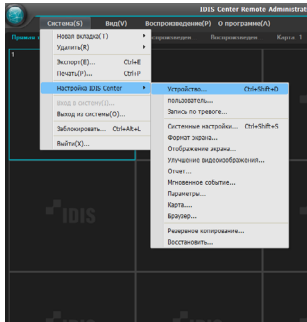 IDIS Center Remote Administrat
Система(S) Вид(V) Воспроизведение(P) О программе(A)
Новая вкладка(T)
Удалить(R)
Экспорт(E)... Ctrl+E
Печать(P)... Ctrl+P
Настройка IDIS Center
Вход в систему(I)...
Выход из системы(O)...
Заблокировать... Ctrl+Alt+L
Выйти(X)...
Карта 1
1
Устройство... Ctrl+Shift+D
пользователь...
Запись по тревоге...
Системные настройки... Ctrl+Shift+S
Формат экрана...
Отображение экрана...
Улучшение видеоизображения...
Отчет...
Мгновенное событие...
Параметры...
Карта....
Браузер...
Резервное копирование...
Восстановить...
IDIS